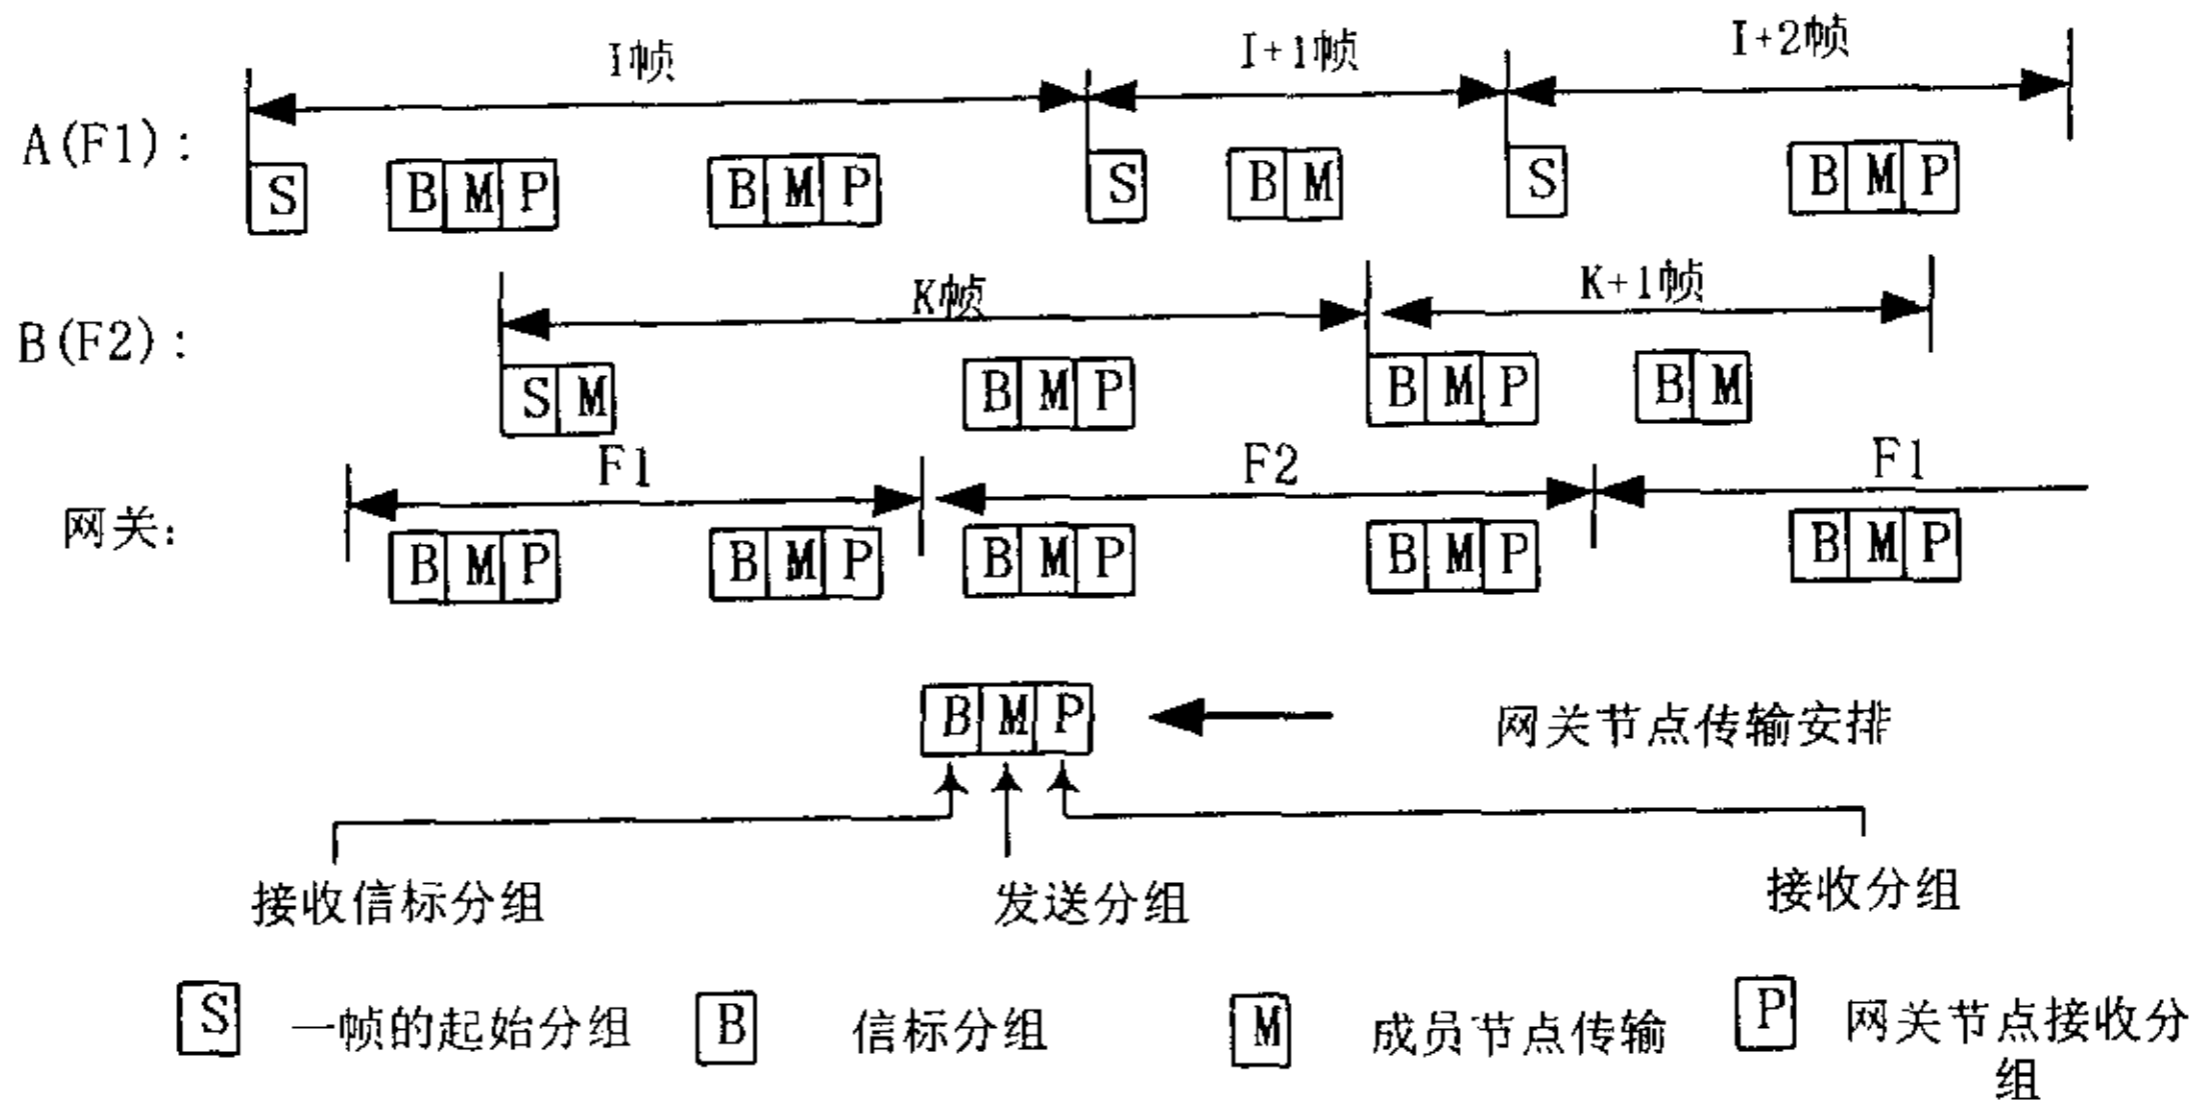 I帧 I+1帧 I+2帧
A(F1):
S B M P B M P S B M S B M P
K帧 K+1帧
B(F2):
S M B M P B M P B M
F1 F2 F1
网关:
B M P B M P B M P B M P B M P
B M P 网关节点传输安排
接收信标分组 发送分组 接收分组
S 一帧的起始分组 B 信标分组 M 成员节点传输 P 网关节点接收分
组